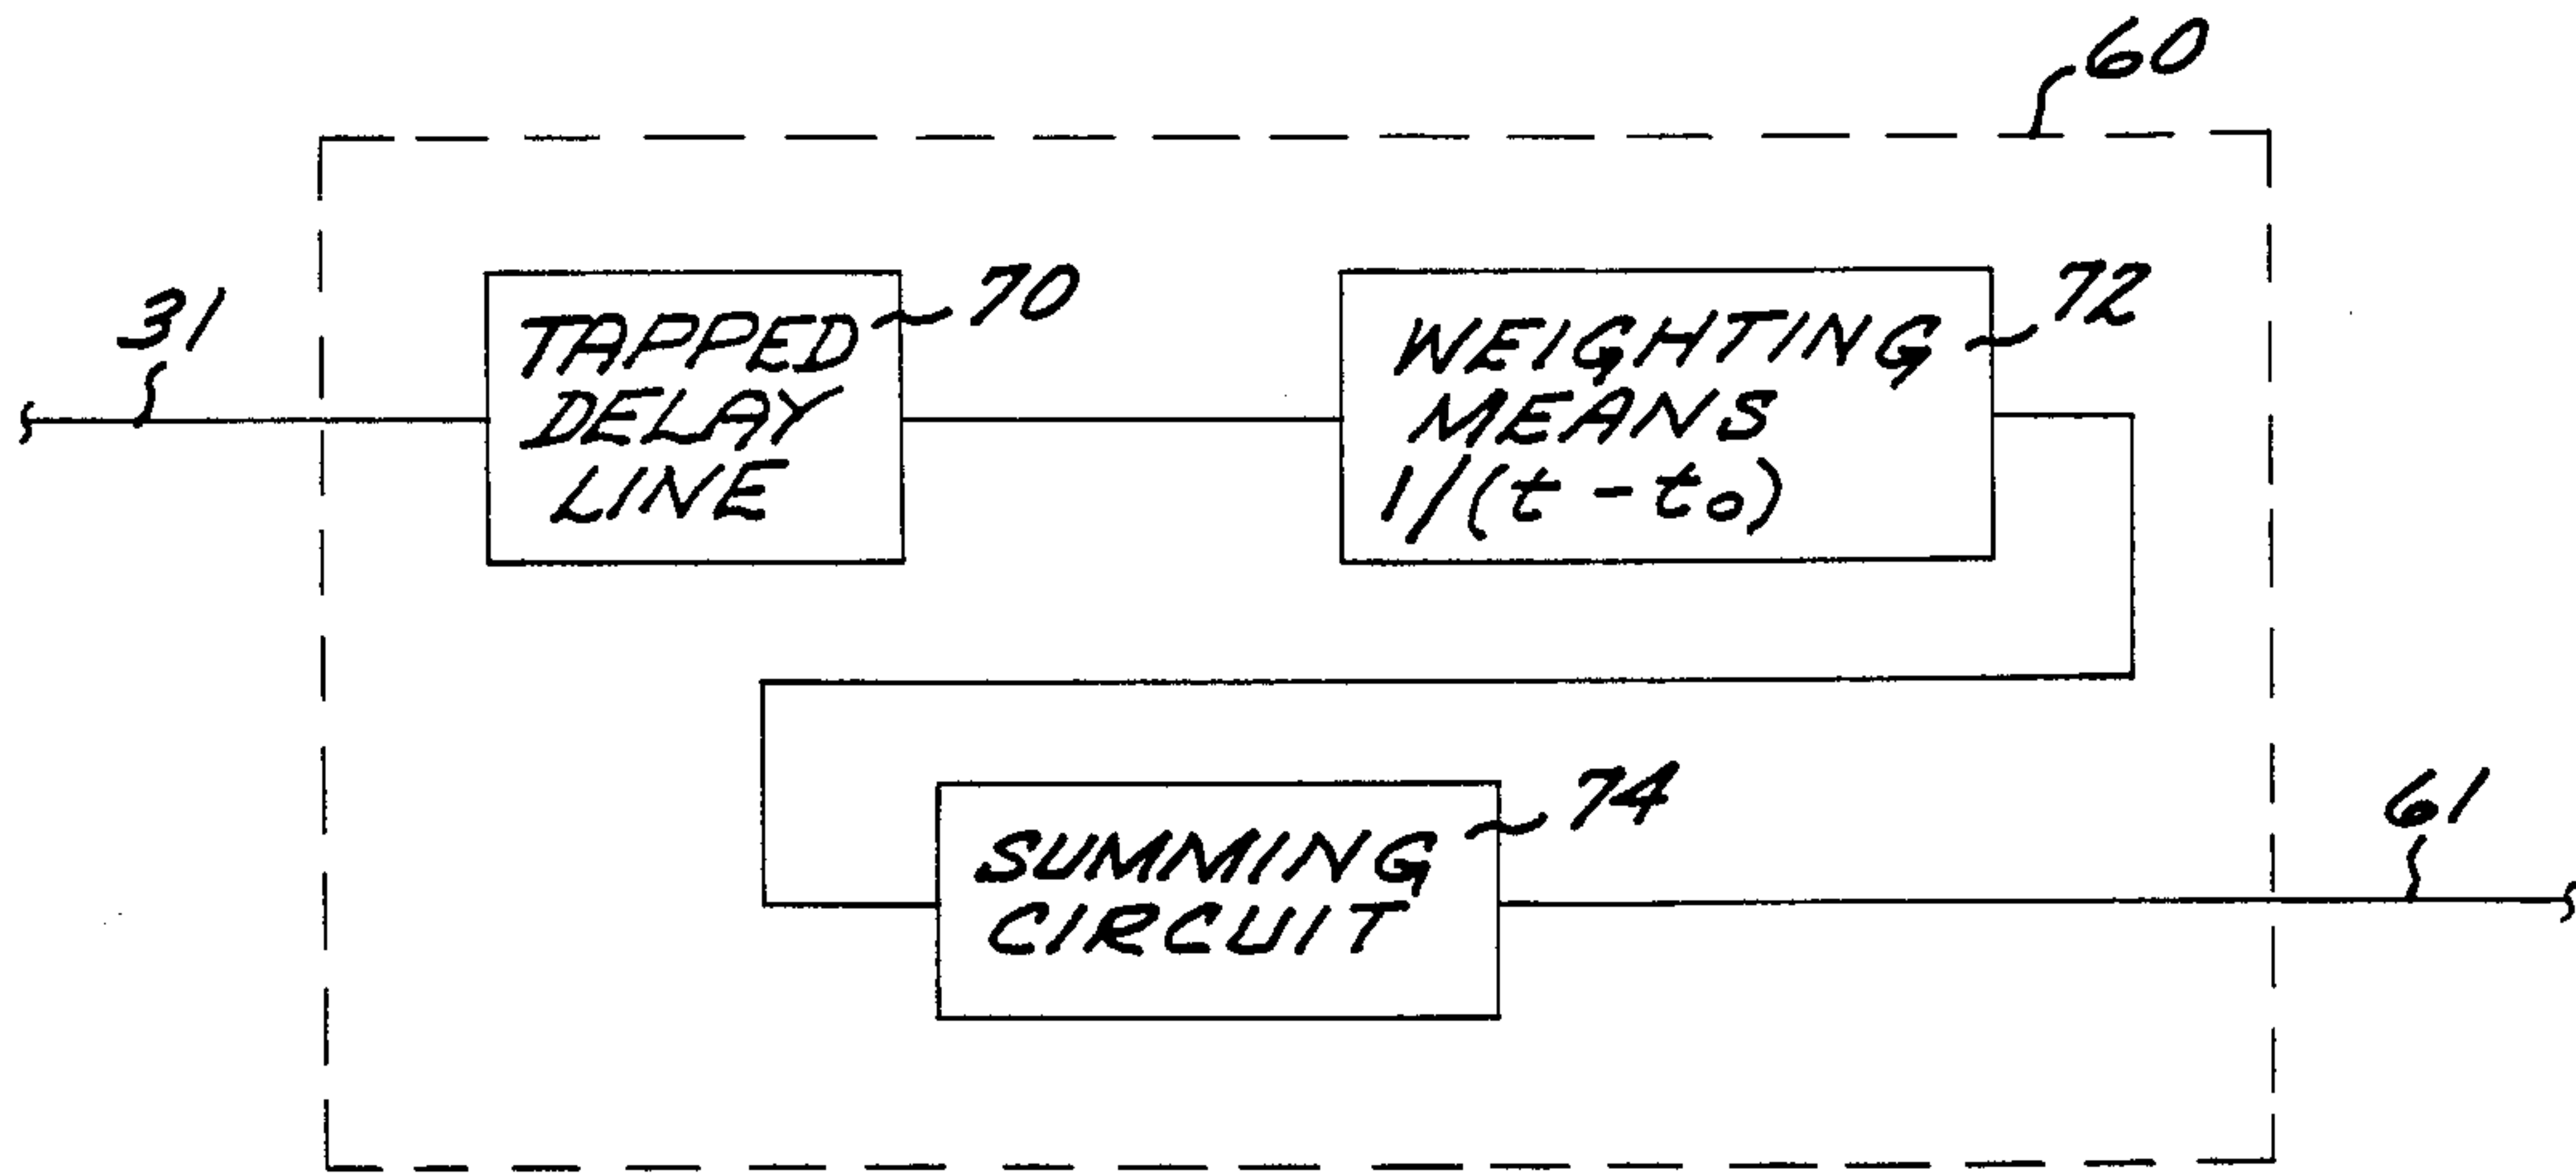 60
31
TAPPED
DELAY
LINE
70
WEIGHTING
MEANS
1/(t - to)
72
SUMMING
CIRCUIT
74
61